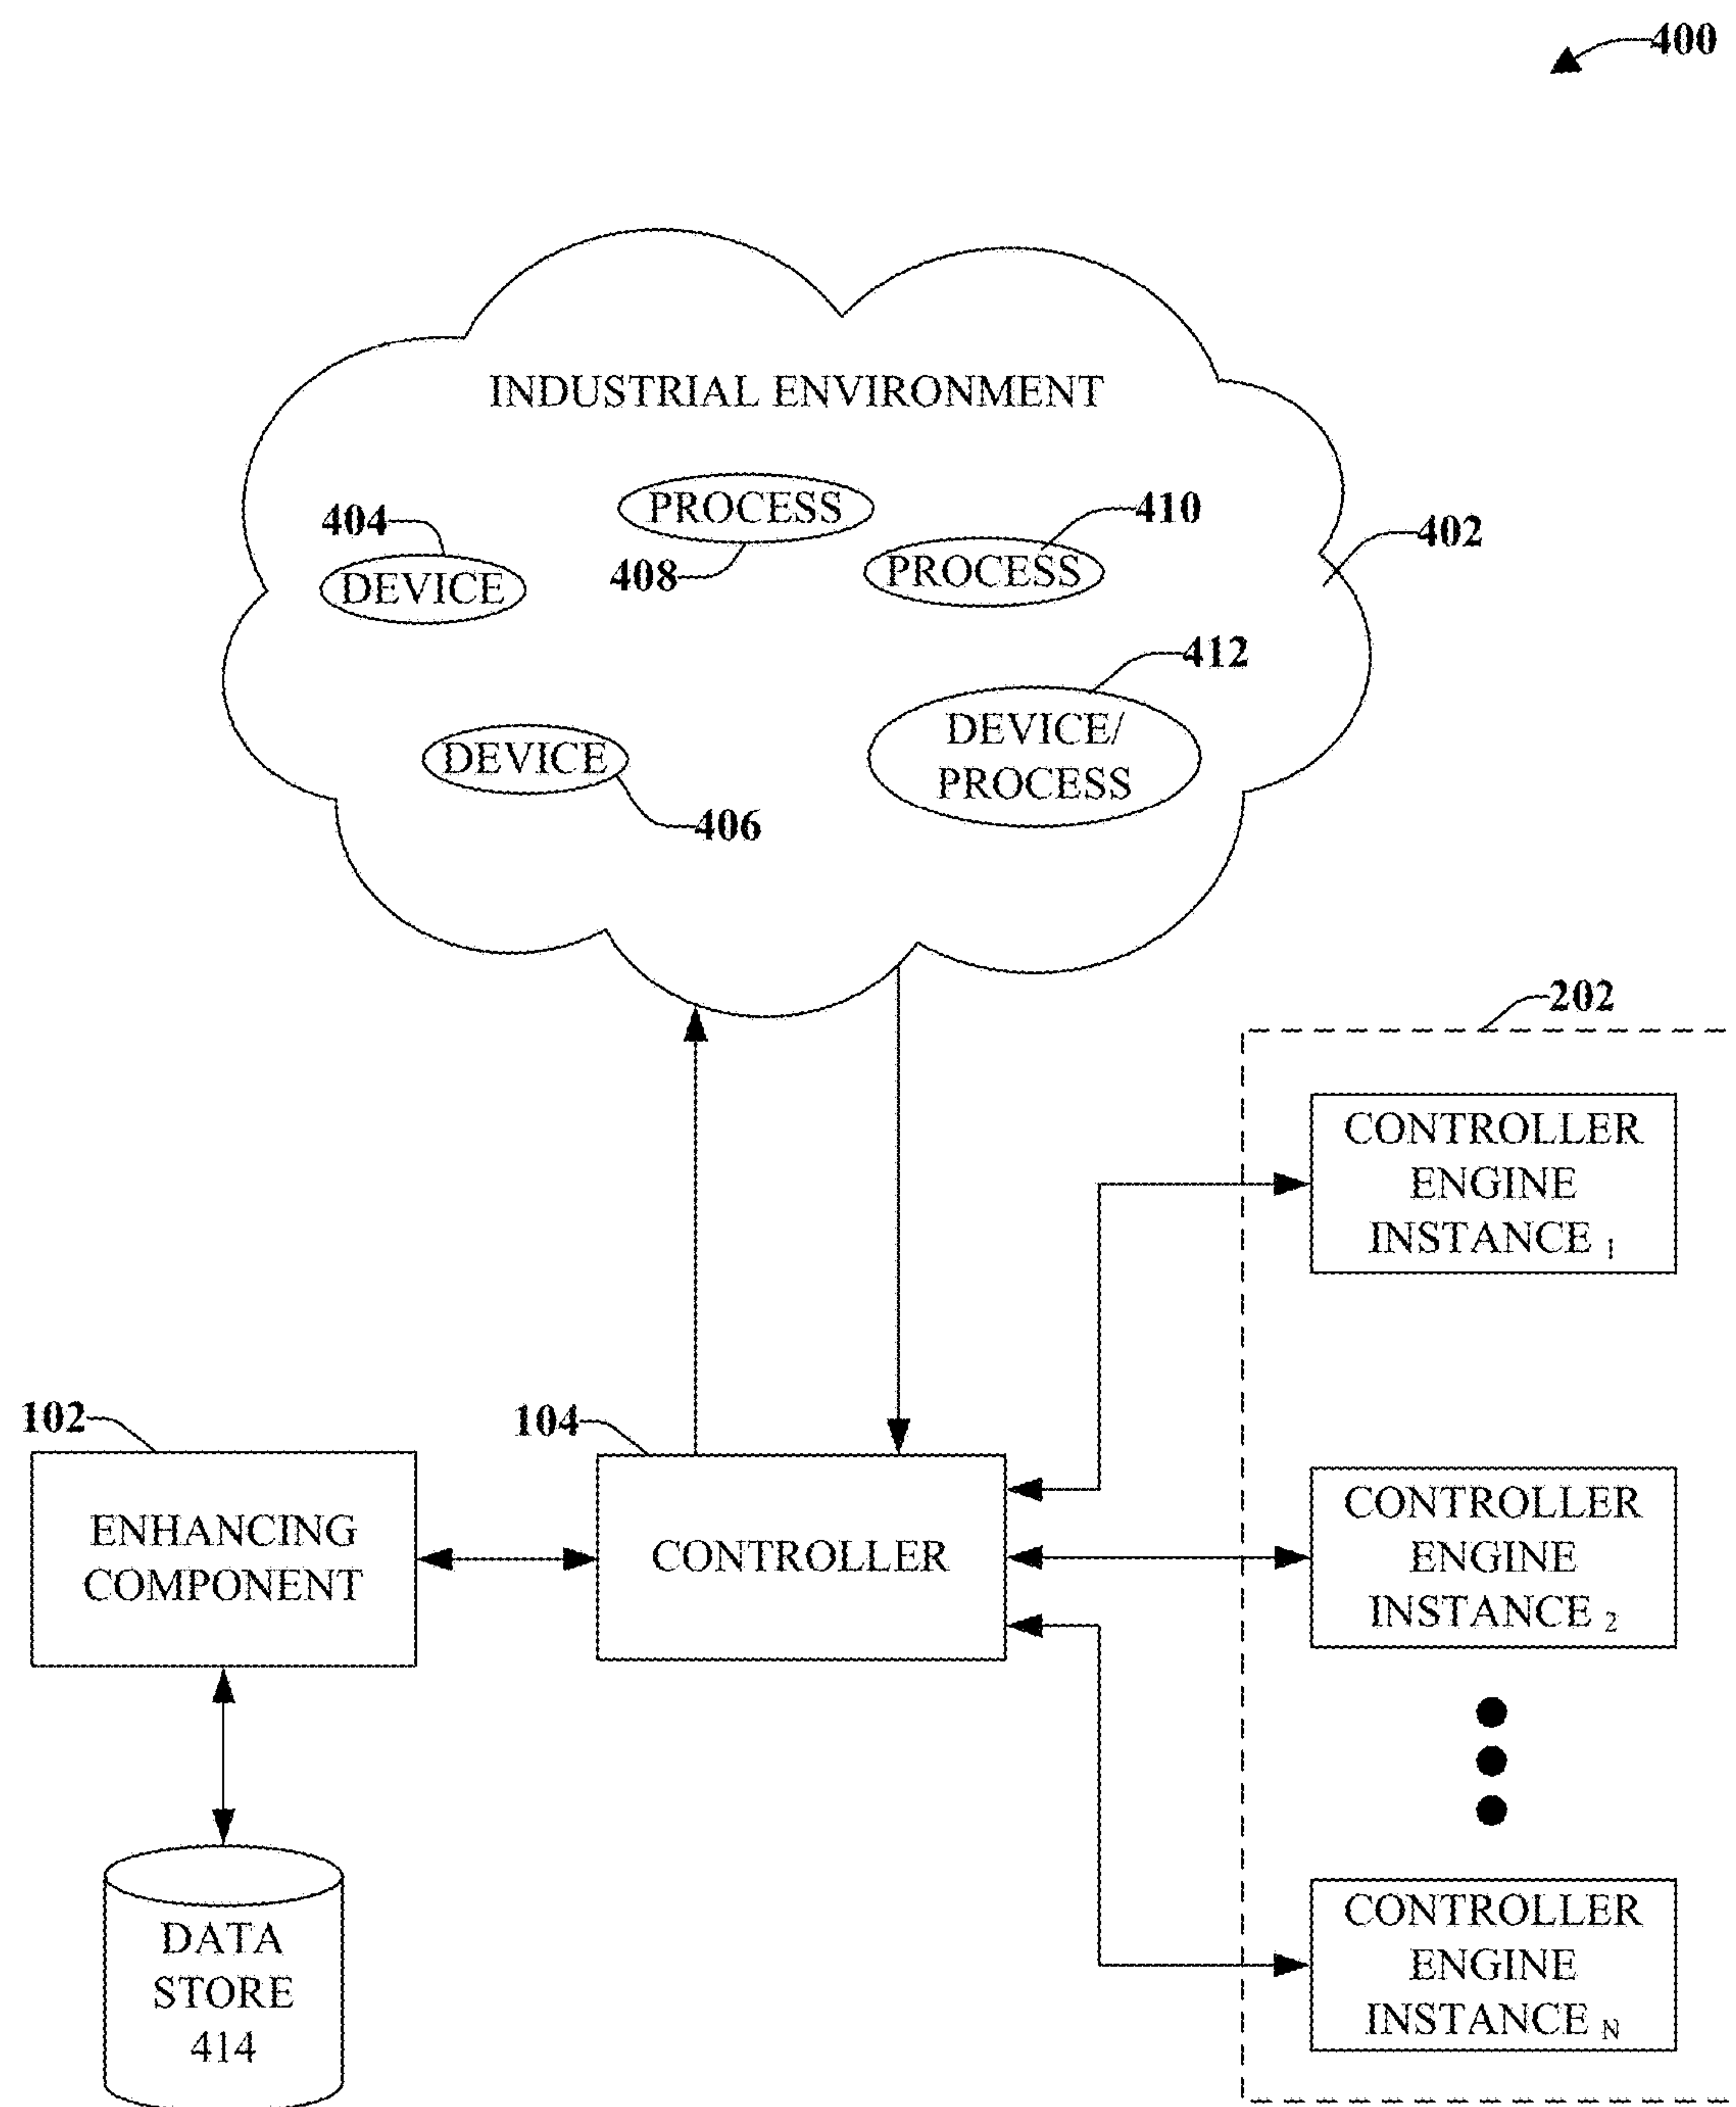 400
INDUSTRIAL ENVIRONMENT
PROCESS
408
404
DEVICE
410
PROCESS
402
412
DEVICE/
PROCESS
DEVICE
406
202
CONTROLLER
ENGINE
INSTANCE 1
102
ENHANCING
COMPONENT
104
CONTROLLER
CONTROLLER
ENGINE
INSTANCE 2
DATA
STORE
414
CONTROLLER
ENGINE
INSTANCE N